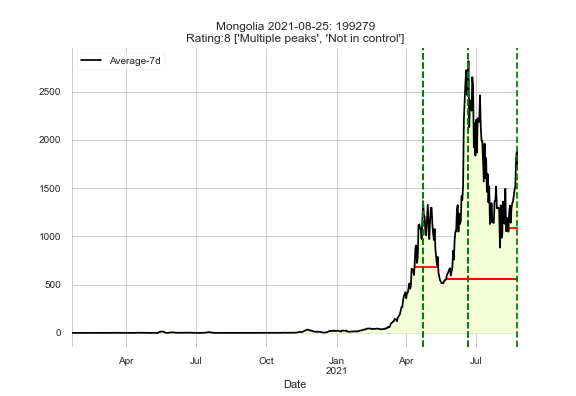 Mongolia 2021-08-25: 199279
Rating:8 ['Multiple peaks', 'Not in control']
Average-7d
2500
2000
1500
1000
500
0
Apr Jul Oct Jan Apr Jul
2021
Date